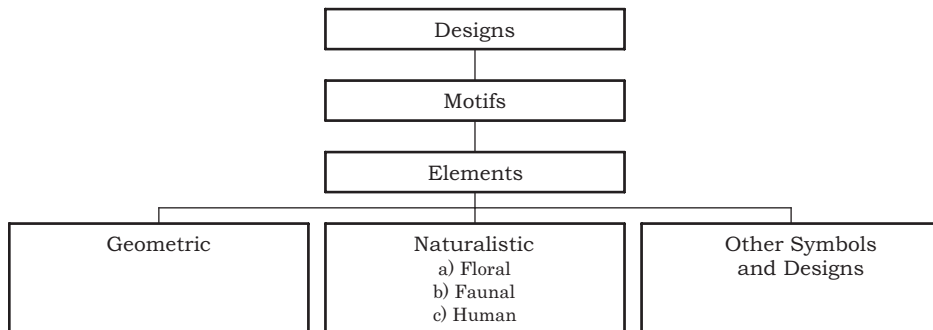 Designs
Motifs
Elements
Geometric
Naturalistic
a) Floral
b) Faunal
c) Human
Other Symbols
and Designs